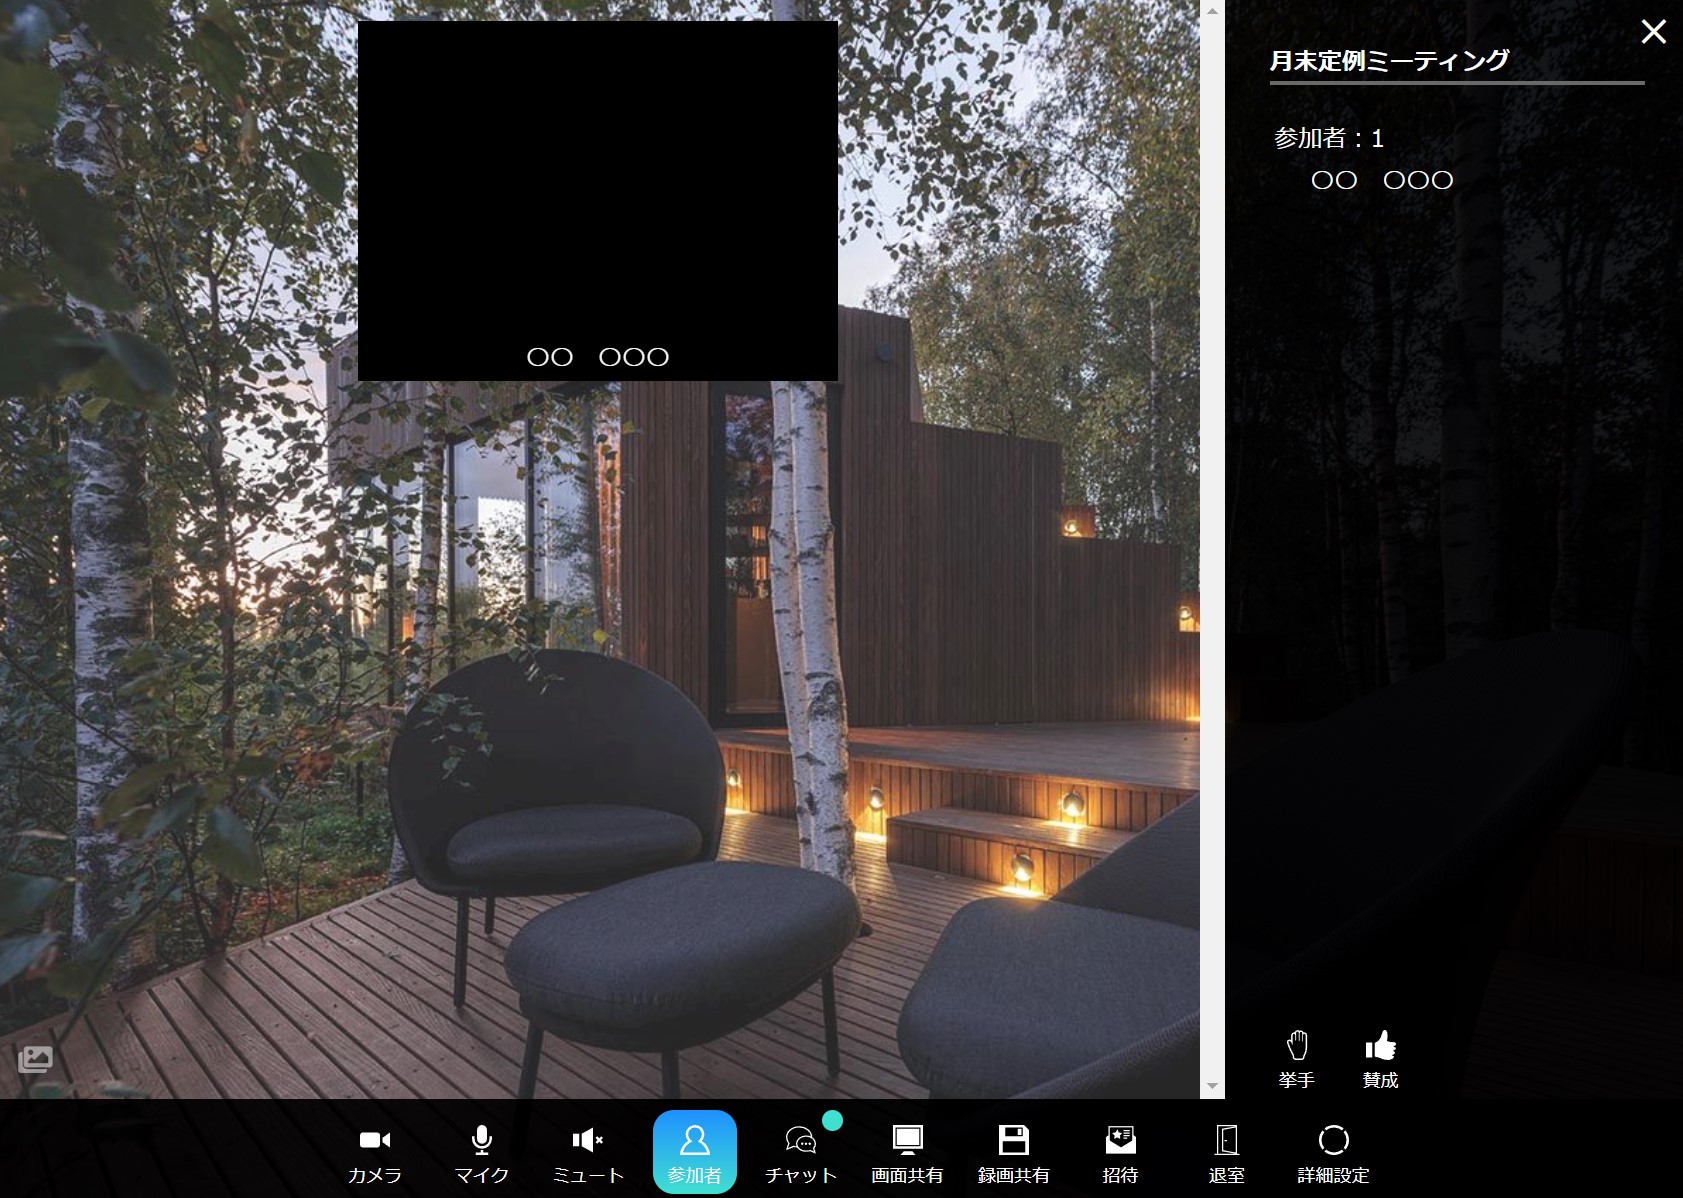 月末定例ミーティング
参加者：1
〇〇　〇〇〇
〇〇　〇〇〇
挙手
賛成
カメラ
マイク
ミュート
参加者
チャット
画面共有
録画共有
招待
退室
詳細設定